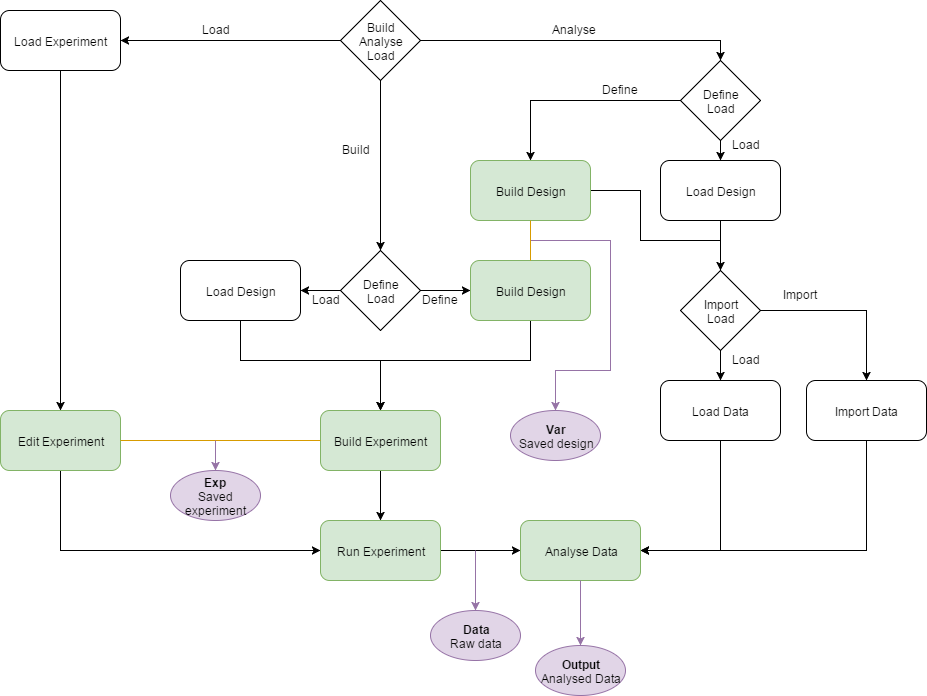 Load
Build
Analyse
Load
Analyse
Load Experiment
Define
Define
Load
Build
Load
Build Design
Load Design
Load Design
Define
Load
Load
Define
Build Design
Import
Load
Import
Load
Edit Experiment
Build Experiment
Var
Saved design
Load Data
Import Data
Exp
Saved
experiment
Run Experiment
Analyse Data
Data
Raw data
Output
Analysed Data